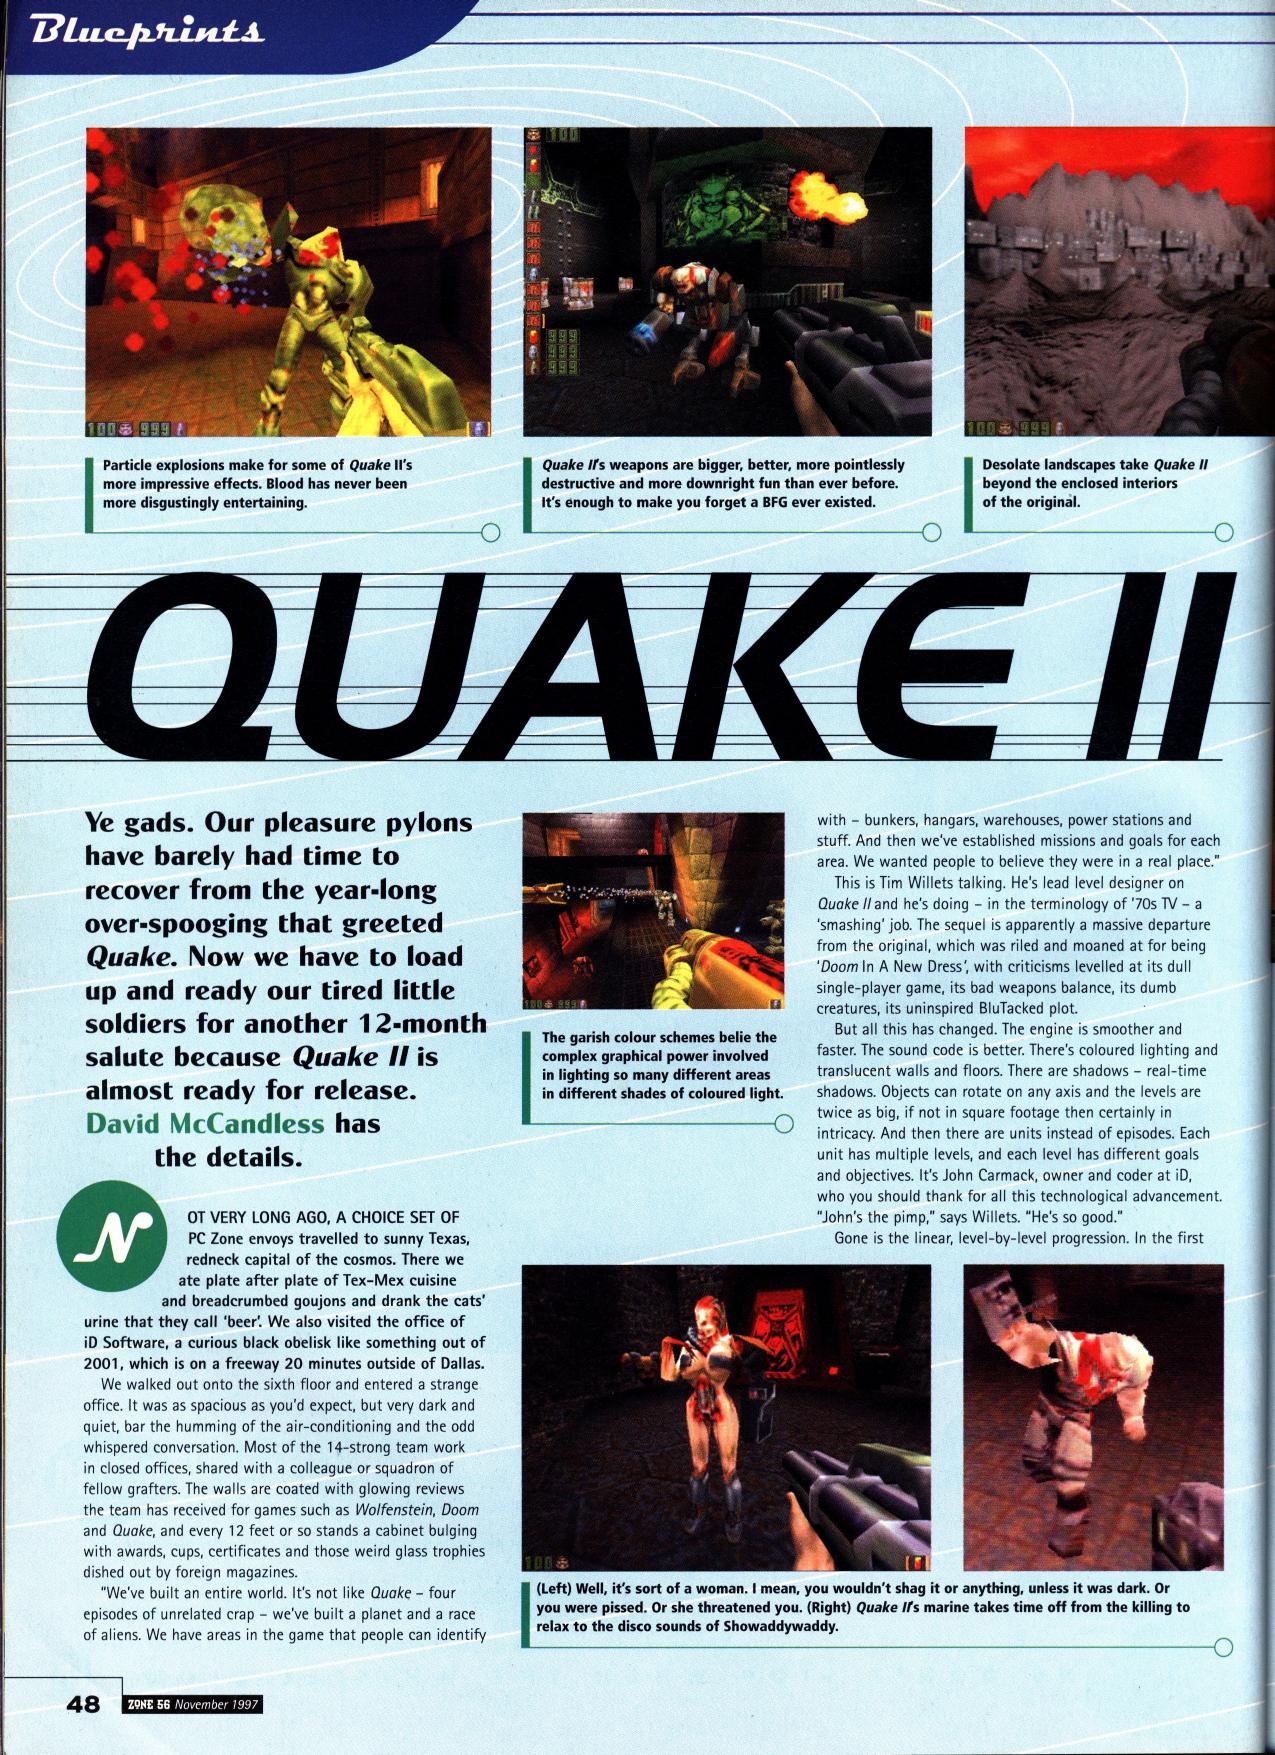 Blueprints
Particle explosions make for some of Quake II's
more impressive effects. Blood has never been
more disgustingly entertaining.
Quake II's weapons are bigger, better, more pointlessly
destructive and more downright fun than ever before.
It's enough to make you forget a BFG ever existed.
Desolate landscapes take Quake II
beyond the enclosed interiors
of the original.
QUAKE II
Ye gads. Our pleasure pylons
have barely had time to
recover from the year-long
over-spooging that greeted
Quake. Now we have to load
up and ready our tired little
soldiers for another 12-month
salute because Quake II is
almost ready for release.
David McCandless has
the details.
NOT VERY LONG AGO, A CHOICE SET OF
PC Zone envoys travelled to sunny Texas,
redneck capital of the cosmos. There we
ate plate after plate of Tex-Mex cuisine
and breadcrumbed goujons and drank the cats'
urine that they call 'beer'. We also visited the office of
iD Software, a curious black obelisk like something out of
2001, which is on a freeway 20 minutes outside of Dallas.
We walked out onto the sixth floor and entered a strange
office. It was as spacious as you'd expect, but very dark and
quiet, bar the humming of the air-conditioning and the odd
whispered conversation. Most of the 14-strong team work
in closed offices, shared with a colleague or squadron of
fellow grafters. The walls are coated with glowing reviews
the team has received for games such as Wolfenstein, Doom
and Quake, and every 12 feet or so stands a cabinet bulging
with awards, cups, certificates and those weird glass trophies
dished out by foreign magazines.
"We've built an entire world. It's not like Quake – four
episodes of unrelated crap – we've built a planet and a race
of aliens. We have areas in the game that people can identify
The garish colour schemes belie the
complex graphical power involved
in lighting so many different areas
in different shades of coloured light.
with – bunkers, hangars, warehouses, power stations and
stuff. And then we've established missions and goals for each
area. We wanted people to believe they were in a real place."
This is Tim Willets talking. He's lead level designer on
Quake II and he's doing – in the terminology of '70s TV – a
'smashing' job. The sequel is apparently a massive departure
from the original, which was riled and moaned at for being
'Doom In A New Dress', with criticisms levelled at its dull
single-player game, its bad weapons balance, its dumb
creatures, its uninspired BluTacked plot.
But all this has changed. The engine is smoother and
faster. The sound code is better. There's coloured lighting and
translucent walls and floors. There are shadows – real-time
shadows. Objects can rotate on any axis and the levels are
twice as big, if not in square footage then certainly in
intricacy. And then there are units instead of episodes. Each
unit has multiple levels, and each level has different goals
and objectives. It's John Carmack, owner and coder at iD,
who you should thank for all this technological advancement.
"John's the pimp," says Willets. "He's so good."
Gone is the linear, level-by-level progression. In the first
(Left) Well, it's sort of a woman. I mean, you wouldn't shag it or anything, unless it was dark. Or
you were pissed. Or she threatened you. (Right) Quake II's marine takes time off from the killing to
relax to the disco sounds of Showaddywaddy.
48 ZONE 56 November 1997
100 999
100
999
999
999
100 999
100 999
100